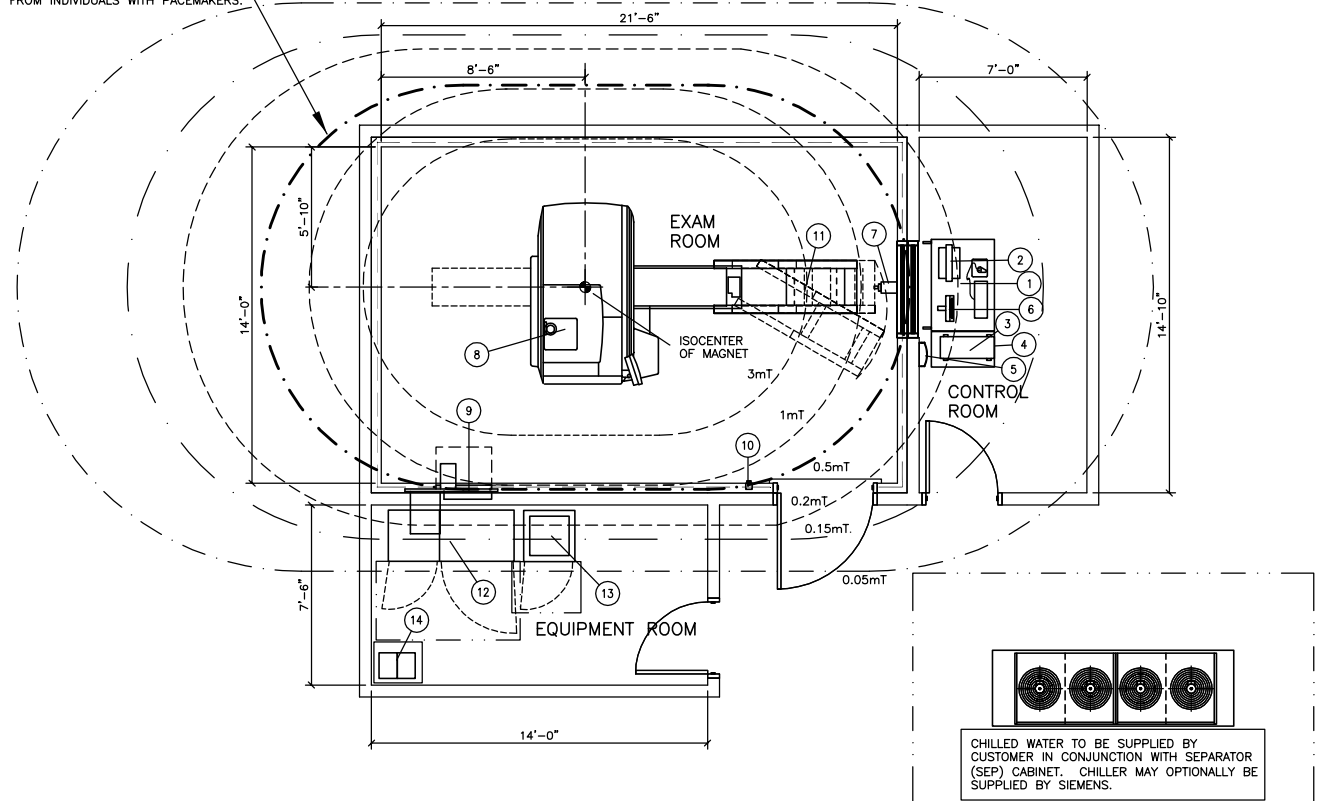 FROM INDIVIDUALS WITH PACEMAKERS.
21'-6"
8'-6"
7'-0"
5'-10"
14'-0"
14'-10"
EXAM
ROOM
11
7
2
1
6
3
4
5
8
ISOCENTER
OF MAGNET
3mT
CONTROL
ROOM
9
1mT
10
0.5mT
0.2mT
0.15mT.
0.05mT
7'-6"
12
13
14
EQUIPMENT ROOM
14'-0"
CHILLED WATER TO BE SUPPLIED BY
CUSTOMER IN CONJUNCTION WITH SEPARATOR
(SEP) CABINET. CHILLER MAY OPTIONALLY BE
SUPPLIED BY SIEMENS.